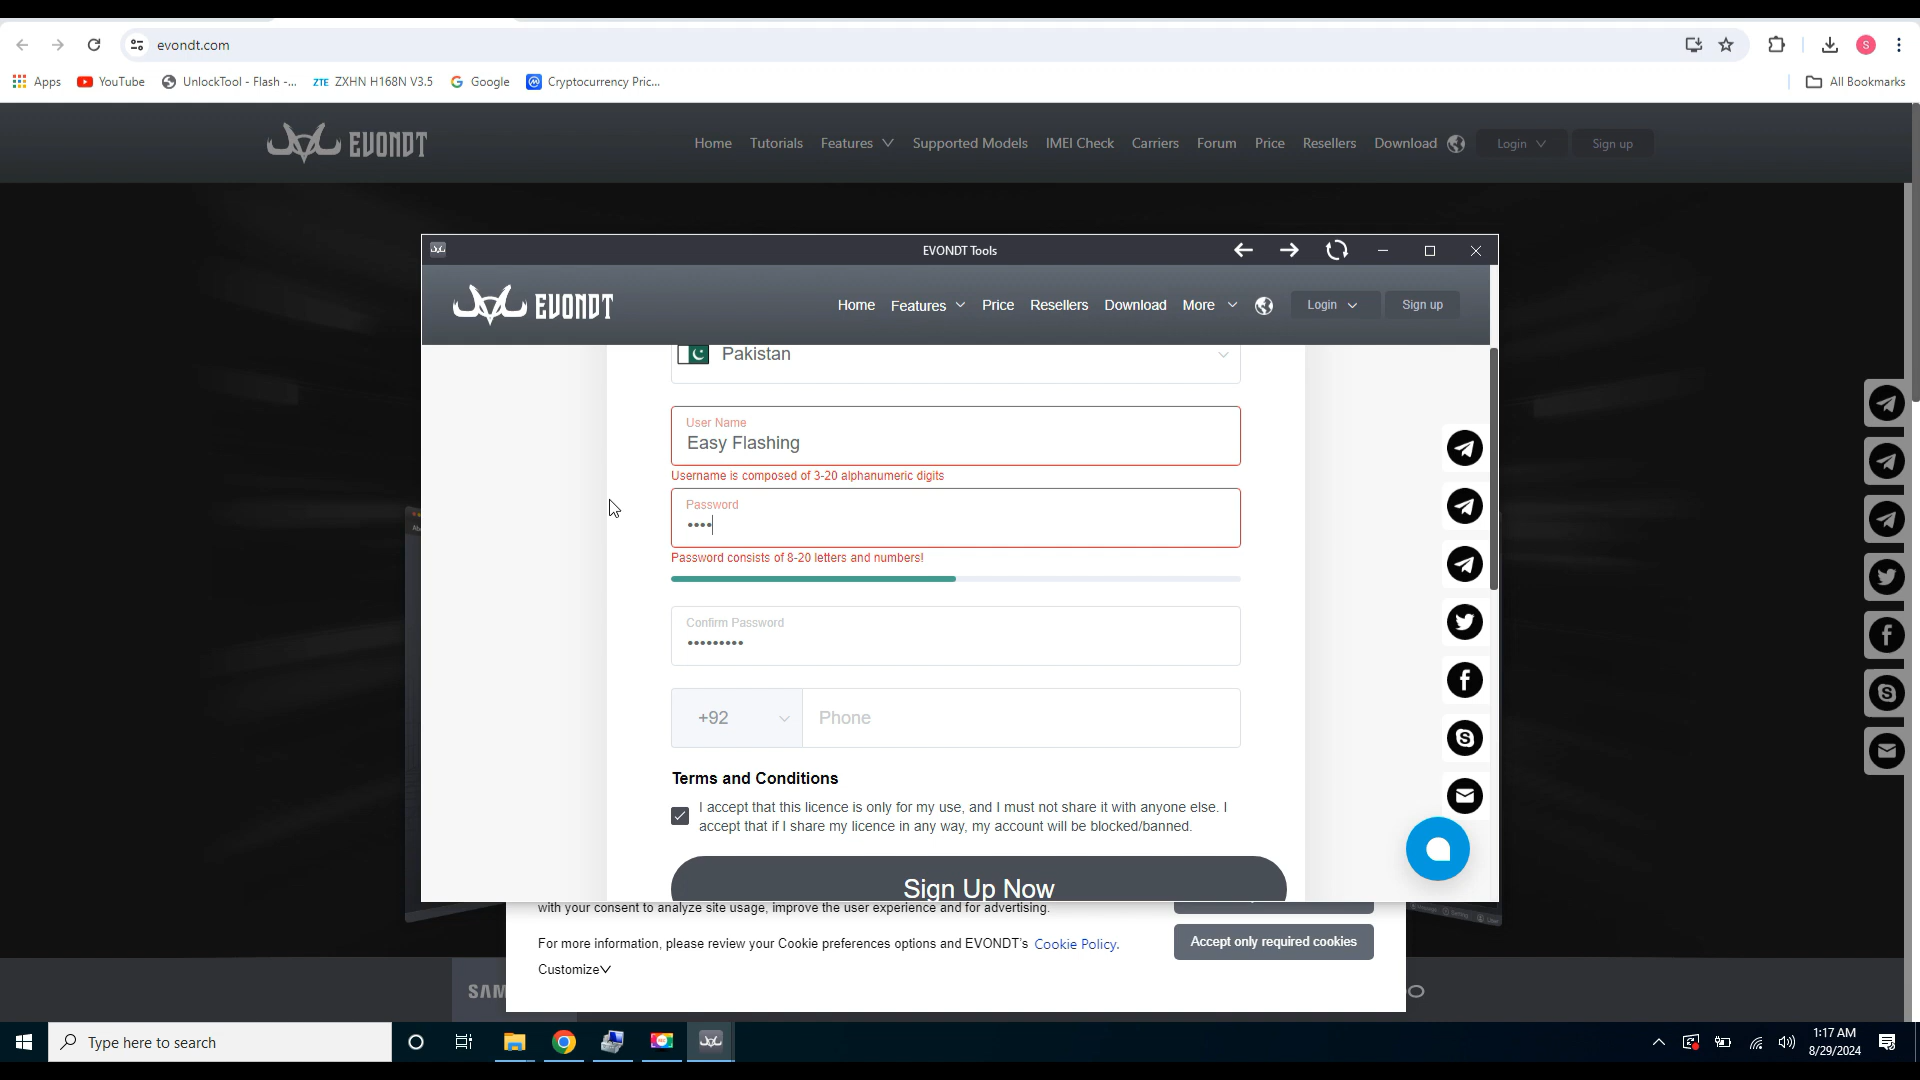 evondt.com
Apps YouTube UnlockTool - Flash -... ZTE ZXHN H168N V3.5 Google Cryptocurrency Pric... All Bookmarks
S
EVONDT Home Tutorials Features Supported Models IMEI Check Carriers Forum Price Resellers Download Login Sign up
EVONDT Tools
EVONDT Home Features Price Resellers Download More Login Sign up
Pakistan
User Name
Easy Flashing
Username is composed of 3-20 alphanumeric digits
Password
••••
Password consists of 8-20 letters and numbers!
Confirm Password
•••••••••
+92 Phone
Terms and Conditions
I accept that this licence is only for my use, and I must not share it with anyone else. I
accept that if I share my licence in any way, my account will be blocked/banned.
Sign Up Now
with your consent to analyze site usage, improve the user experience and for advertising.
For more information, please review your Cookie preferences options and EVONDT's Cookie Policy.
Accept only required cookies
Customize
SAM
O
Type here to search
1:17 AM
8/29/2024